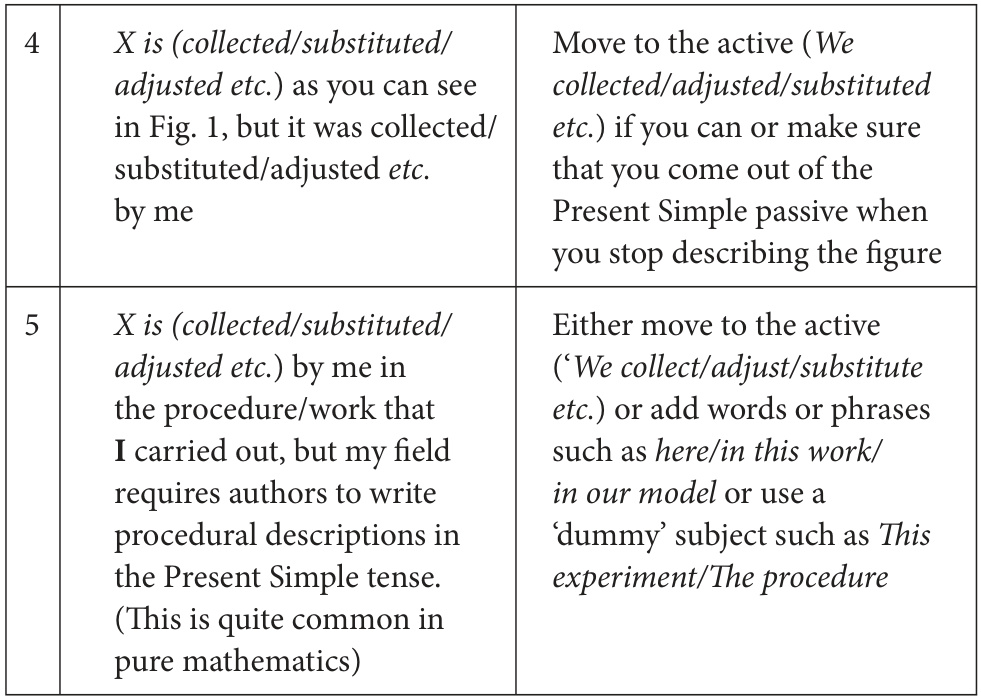 4
X is (collected/substituted/
adjusted etc.) as you can see
in Fig. 1, but it was collected/
substituted/adjusted etc.
by me
Move to the active (We
collected/adjusted/substituted
etc.) if you can or make sure
that you come out of the
Present Simple passive when
you stop describing the figure
5
X is (collected/substituted/
adjusted etc.) by me in
the procedure/work that
I carried out, but my field
requires authors to write
procedural descriptions in
the Present Simple tense.
(This is quite common in
pure mathematics)
Either move to the active
(‘We collect/adjust/substitute
etc.) or add words or phrases
such as here/in this work/
in our model or use a
‘dummy’ subject such as This
experiment/The procedure